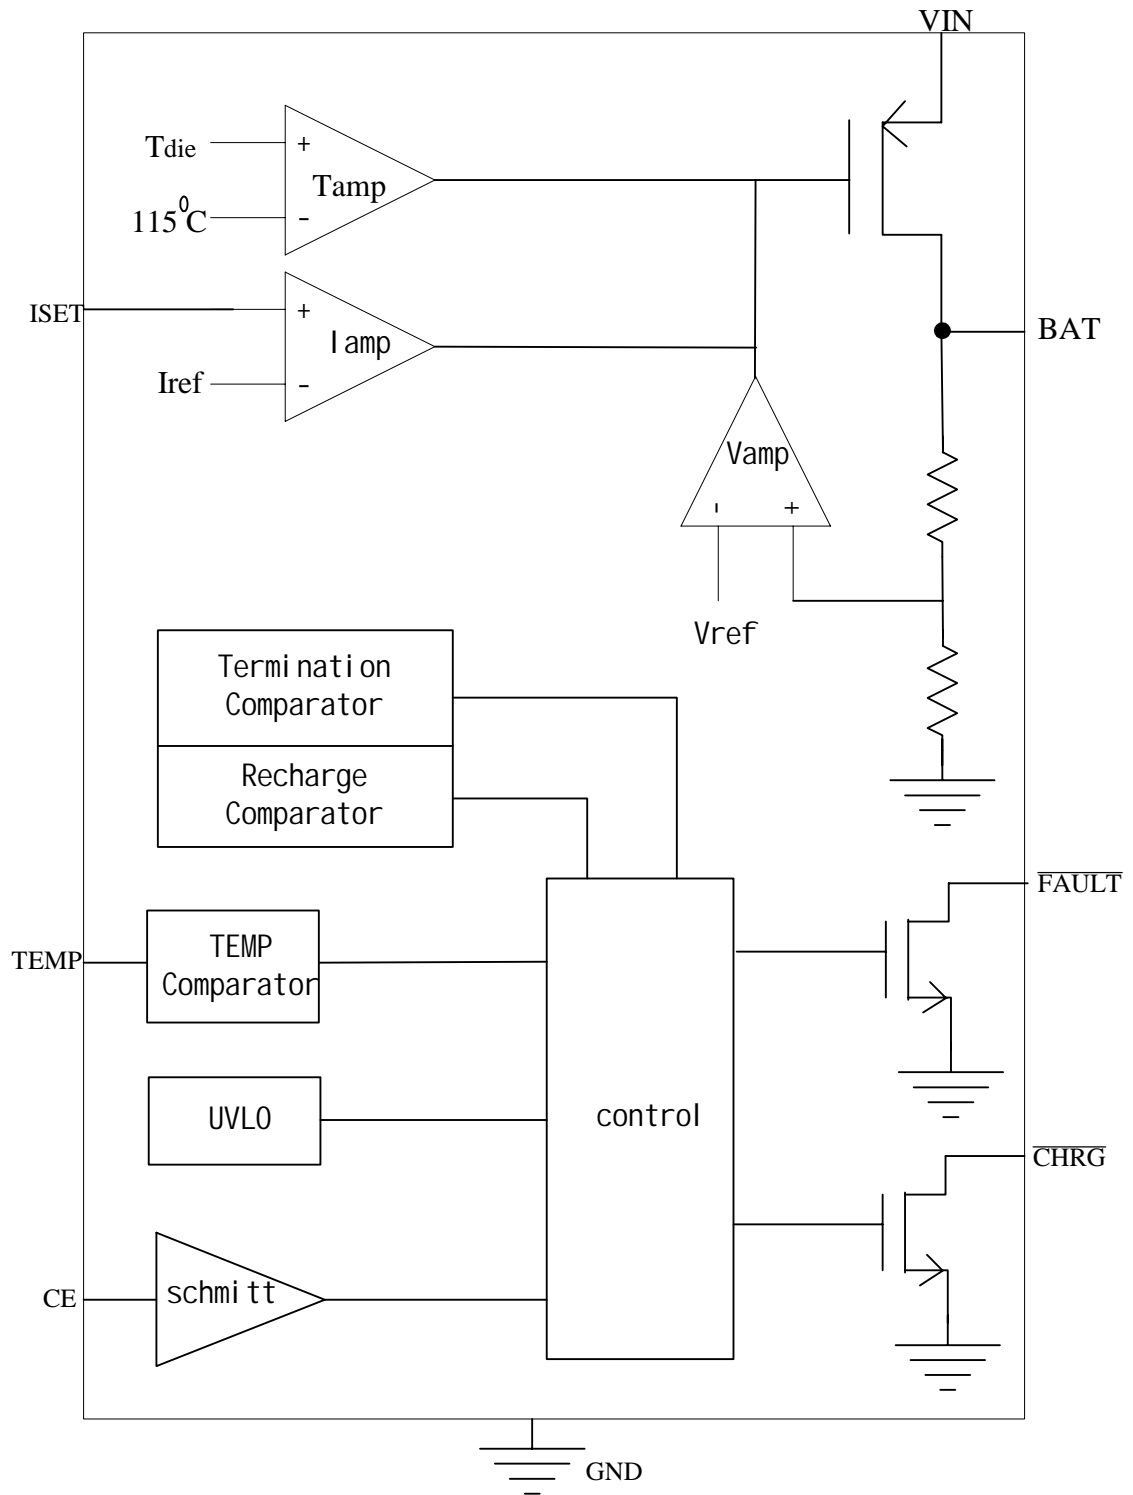 VIN
Tdie
+
Tamp
115⁰C
-
ISET
+
Iamp
Iref
-
BAT
Vamp
-
+
Vref
Termination
Comparator
Recharge
Comparator
FAULT
TEMP
TEMP
Comparator
UVLO
control
CHRG
CE
schmitt
GND